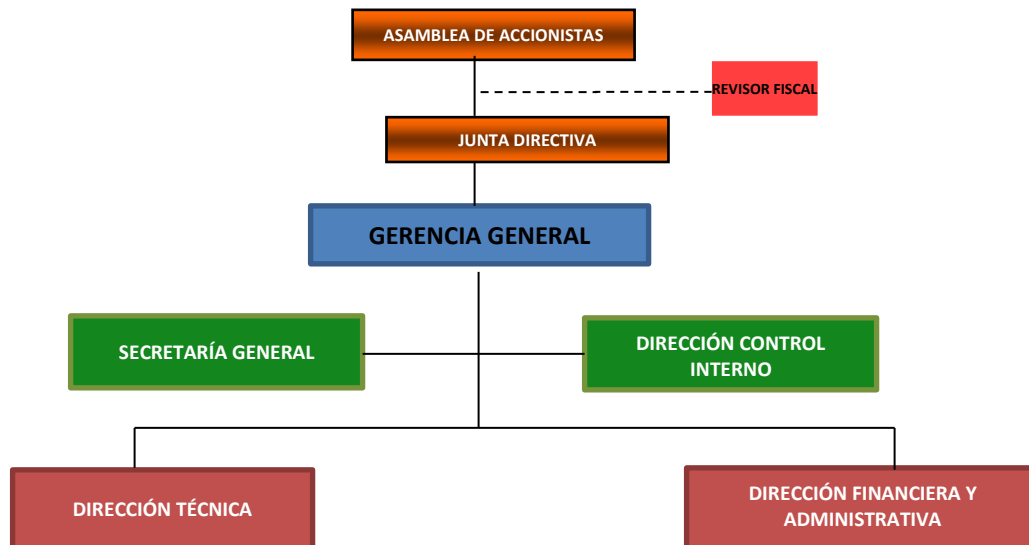 ASAMBLEA DE ACCIONISTAS
REVISOR FISCAL
JUNTA DIRECTIVA
GERENCIA GENERAL
SECRETARÍA GENERAL
DIRECCIÓN CONTROL
INTERNO
DIRECCIÓN TÉCNICA
DIRECCIÓN FINANCIERA Y
ADMINISTRATIVA